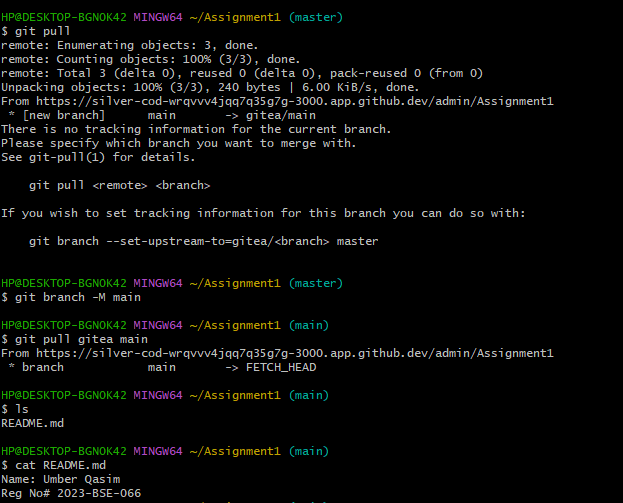 HP@DESKTOP-BGNOK42 MINGW64 ~/Assignment1 (master)
$ git pull
remote: Enumerating objects: 3, done.
remote: Counting objects: 100% (3/3), done.
remote: Total 3 (delta 0), reused 0 (delta 0), pack-reused 0 (from 0)
Unpacking objects: 100% (3/3), 240 bytes | 6.00 KiB/s, done.
From https://silver-cod-wrqvvv4jqq7q35g7g-3000.app.github.dev/admin/Assignment1
 * [new branch]      main       -> gitea/main
There is no tracking information for the current branch.
Please specify which branch you want to merge with.
See git-pull(1) for details.

    git pull <remote> <branch>

If you wish to set tracking information for this branch you can do so with:

    git branch --set-upstream-to=gitea/<branch> master

HP@DESKTOP-BGNOK42 MINGW64 ~/Assignment1 (master)
$ git branch -M main

HP@DESKTOP-BGNOK42 MINGW64 ~/Assignment1 (main)
$ git pull gitea main
From https://silver-cod-wrqvvv4jqq7q35g7g-3000.app.github.dev/admin/Assignment1
 * branch            main       -> FETCH_HEAD

HP@DESKTOP-BGNOK42 MINGW64 ~/Assignment1 (main)
$ ls
README.md

HP@DESKTOP-BGNOK42 MINGW64 ~/Assignment1 (main)
$ cat README.md
Name: Umber Qasim
Reg No# 2023-BSE-066